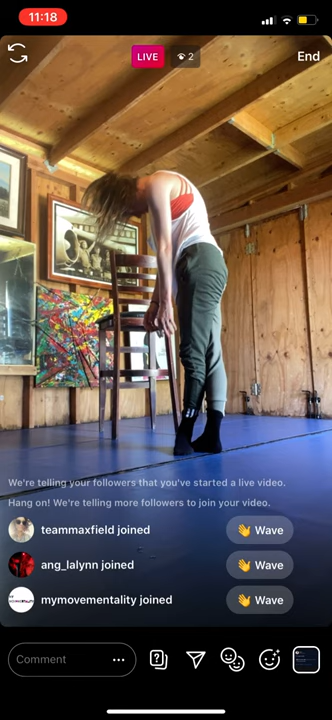 11:18
LIVE
2
End
We're telling your followers that you've started a live video.
Hang on! We're telling more followers to join your video.
teammaxfield joined
👋 Wave
ang_lalynn joined
👋 Wave
mymovementality joined
👋 Wave
Comment